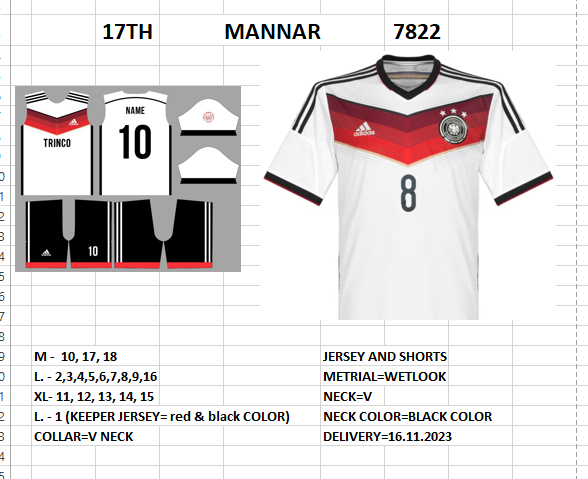 17TH MANNAR 7822
NAME
10
TRINCO
adidas
8
10
M - 10, 17, 18
L. - 2,3,4,5,6,7,8,9,16
XL- 11, 12, 13, 14, 15
L. - 1 (KEEPER JERSEY= red & black COLOR)
COLLAR=V NECK
JERSEY AND SHORTS
METRIAL=WETLOOK
NECK=V
NECK COLOR=BLACK COLOR
DELIVERY=16.11.2023